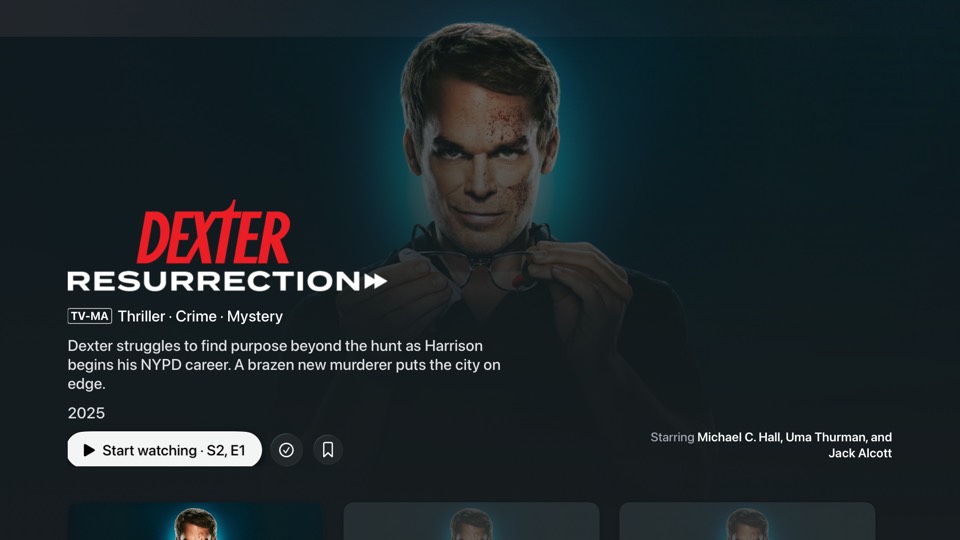 DEXTER
RESURRECTION
TV-MA Thriller · Crime · Mystery
Dexter struggles to find purpose beyond the hunt as Harrison
begins his NYPD career. A brazen new murderer puts the city on
edge.
2025
Start watching · S2, E1
Starring Michael C. Hall, Uma Thurman, and
Jack Alcott